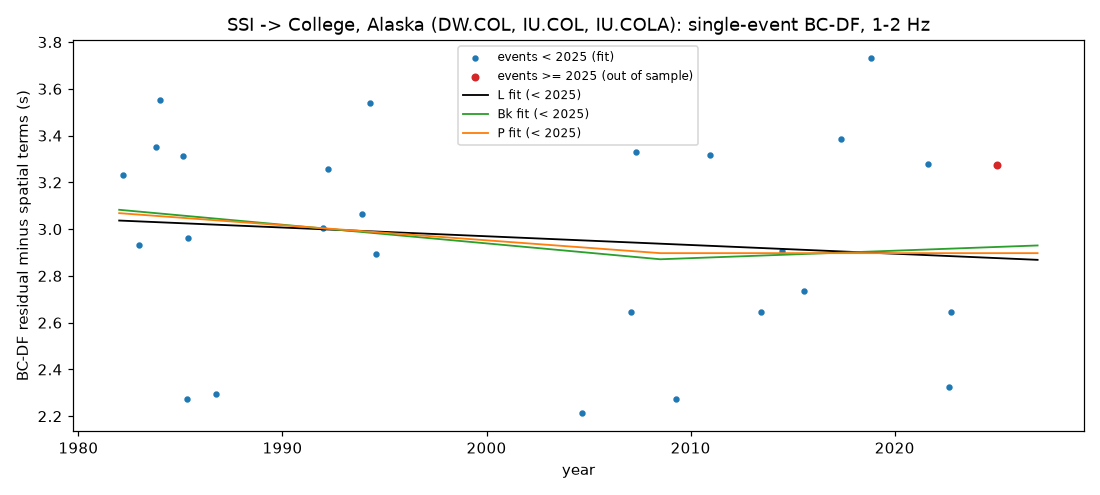 SSI -> College, Alaska (DW.COL, IU.COL, IU.COLA): single-event BC-DF, 1-2 Hz
BC-DF residual minus spatial terms (s)
3.8
3.6
3.4
3.2
3.0
2.8
2.6
2.4
2.2
events < 2025 (fit)
events >= 2025 (out of sample)
L fit (< 2025)
Bk fit (< 2025)
P fit (< 2025)
1980
1990
2000
2010
2020
year